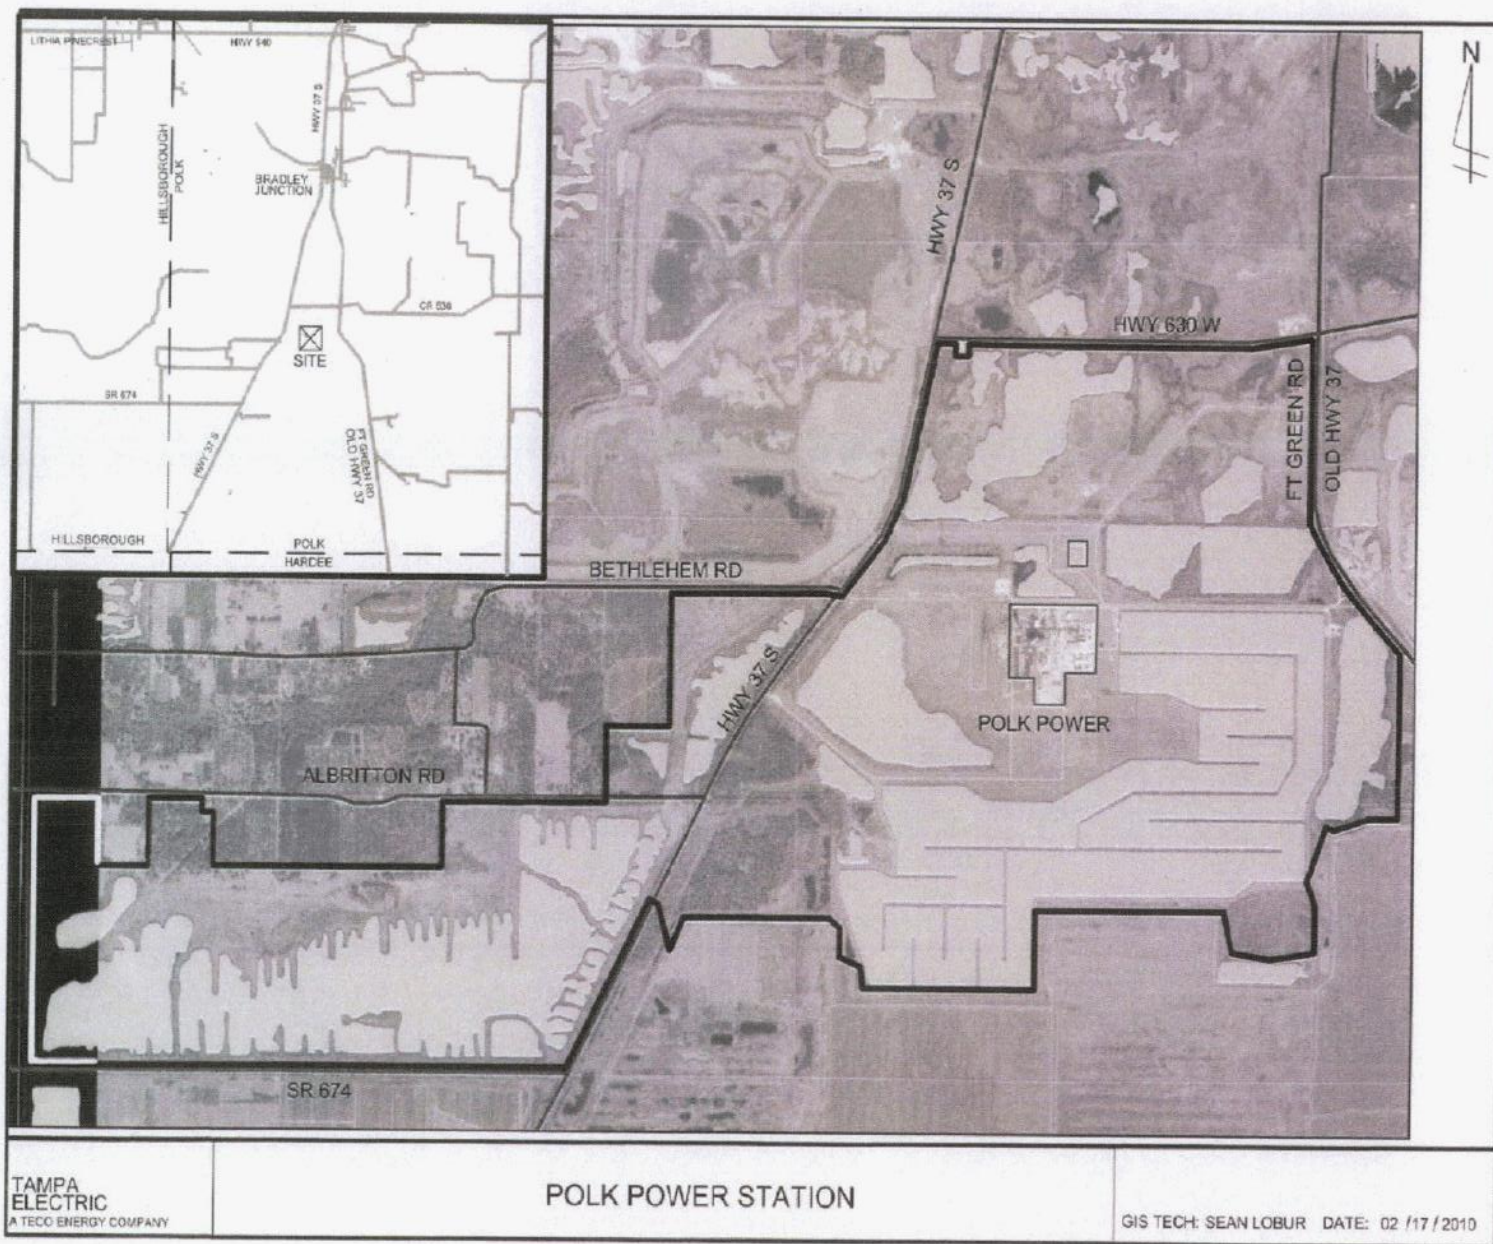 LITHIA PINECREST
HWY 640
HWY 37 S
HILLSBOROUGH
POLK
BRADLEY
JUNCTION
CR 630
SITE
SR 674
HWY 37 S
FT GREEN RD
OLD HWY 37
HILLSBOROUGH
POLK
HARDEE
N
HWY 37 S
HWY 630 W
FT GREEN RD
OLD HWY 37
BETHLEHEM RD
HWY 37 S
POLK POWER
ALBRITTON RD
SR 674
TAMPA
ELECTRIC
A TECO ENERGY COMPANY
POLK POWER STATION
GIS TECH: SEAN LOBUR DATE: 02 /17 / 2010